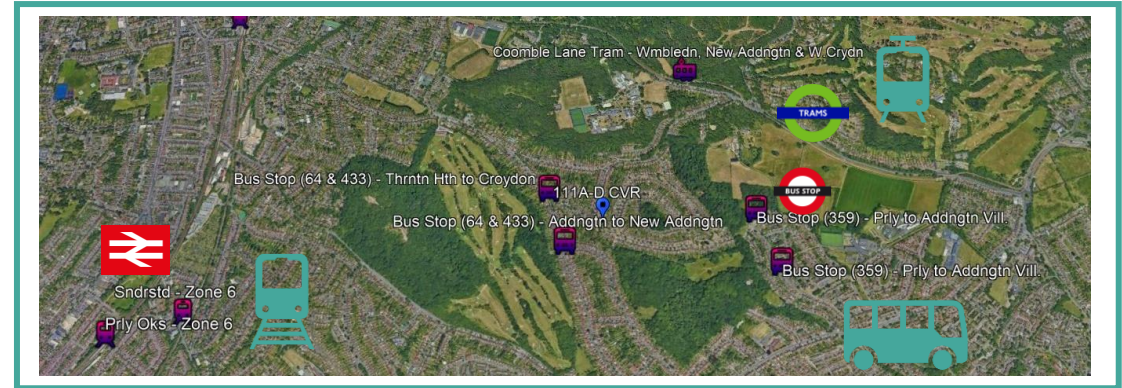 Coomble Lane Tram - Wmbledn, New Addngtn & W Crydn
TRAMS
Bus Stop (64 & 433) - Thrntn Hth to Croydon
111A-D CVR
BUS STOP
Bus Stop (64 & 433) - Addngtn to New Addngtn
Bus Stop (359) - Prly to Addngtn Vill.
Bus Stop (359) - Prly to Addngtn Vill.
Sndrstd - Zone 6
Prly Oks - Zone 6